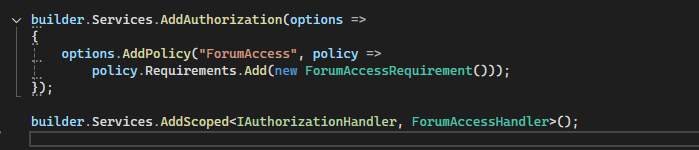 builder.Services.AddAuthorization(options =>
{
    options.AddPolicy("ForumAccess", policy =>
        policy.Requirements.Add(new ForumAccessRequirement()));
});

builder.Services.AddScoped<IAuthorizationHandler, ForumAccessHandler>();